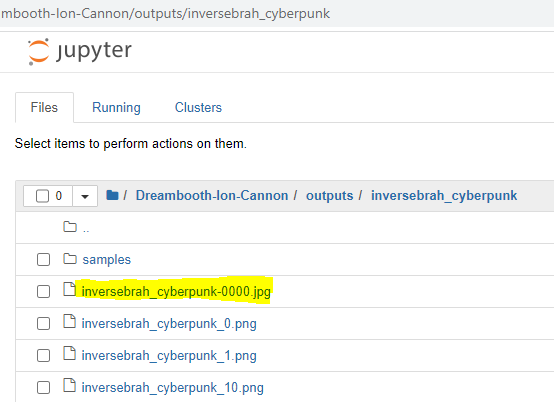 mbooth-Ion-Cannon/outputs/inversebrah_cyberpunk
jupyter
Files Running Clusters
Select items to perform actions on them.
0 / Dreambooth-Ion-Cannon / outputs / inversebrah_cyberpunk
..
samples
inversebrah_cyberpunk-0000.jpg
inversebrah_cyberpunk_0.png
inversebrah_cyberpunk_1.png
inversebrah_cyberpunk_10.png